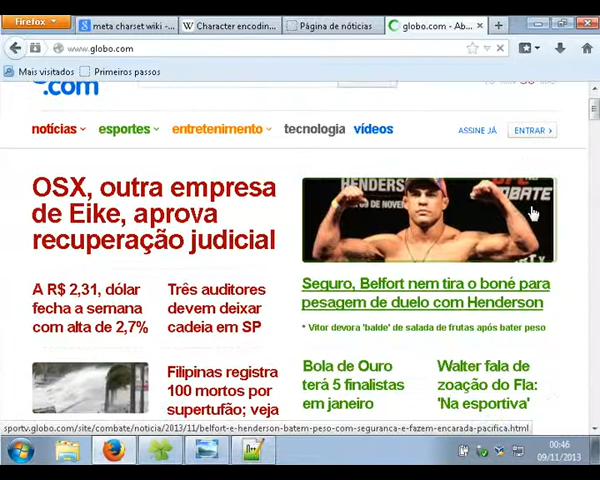 Firefox
meta charset wiki -...
Character encodin...
Página de nóticias
globo.com - Ab...
www.globo.com
Mais visitados
Primeiros passos
.com
notícias
esportes
entretenimento
tecnologia
vídeos
ASSINE JÁ
ENTRAR
OSX, outra empresa
de Eike, aprova
recuperação judicial
HENDERS
09 DE NOVEM
COMBATE
Seguro, Belfort nem tira o boné para
pesagem de duelo com Henderson
* Vitor devora 'balde' de salada de frutas após bater peso
A R$ 2,31, dólar
fecha a semana
com alta de 2,7%
Três auditores
devem deixar
cadeia em SP
Filipinas registra
100 mortos por
supertufão; veja
Bola de Ouro
terá 5 finalistas
em janeiro
Walter fala de
zoação do Fla:
'Na esportiva'
sportv.globo.com/site/combate/noticia/2013/11/belfort-e-henderson-batem-peso-com-seguranca-e-fazem-encarada-pacifica.html
00:46
09/11/2013